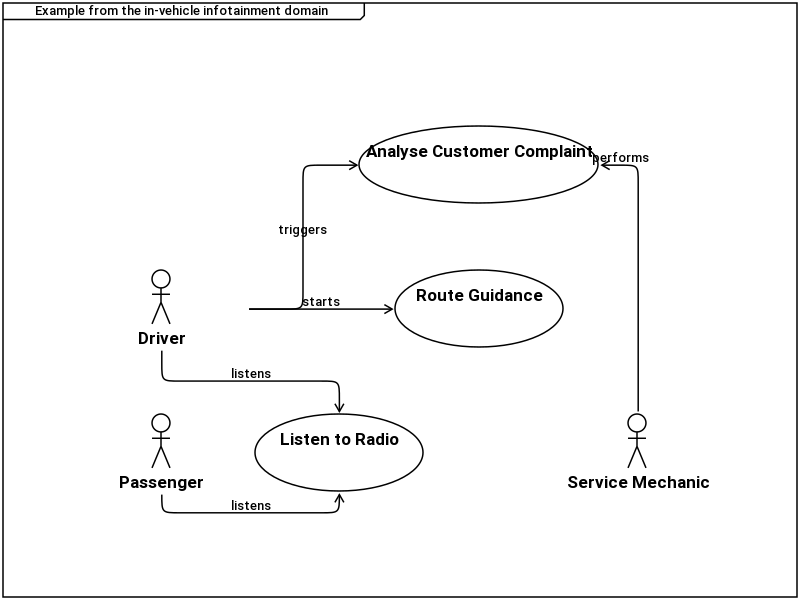 Example from the in-vehicle infotainment domain
Analyse Customer Complaint
performs
triggers
starts
Route Guidance
Driver
listens
Listen to Radio
Passenger
Service Mechanic
listens